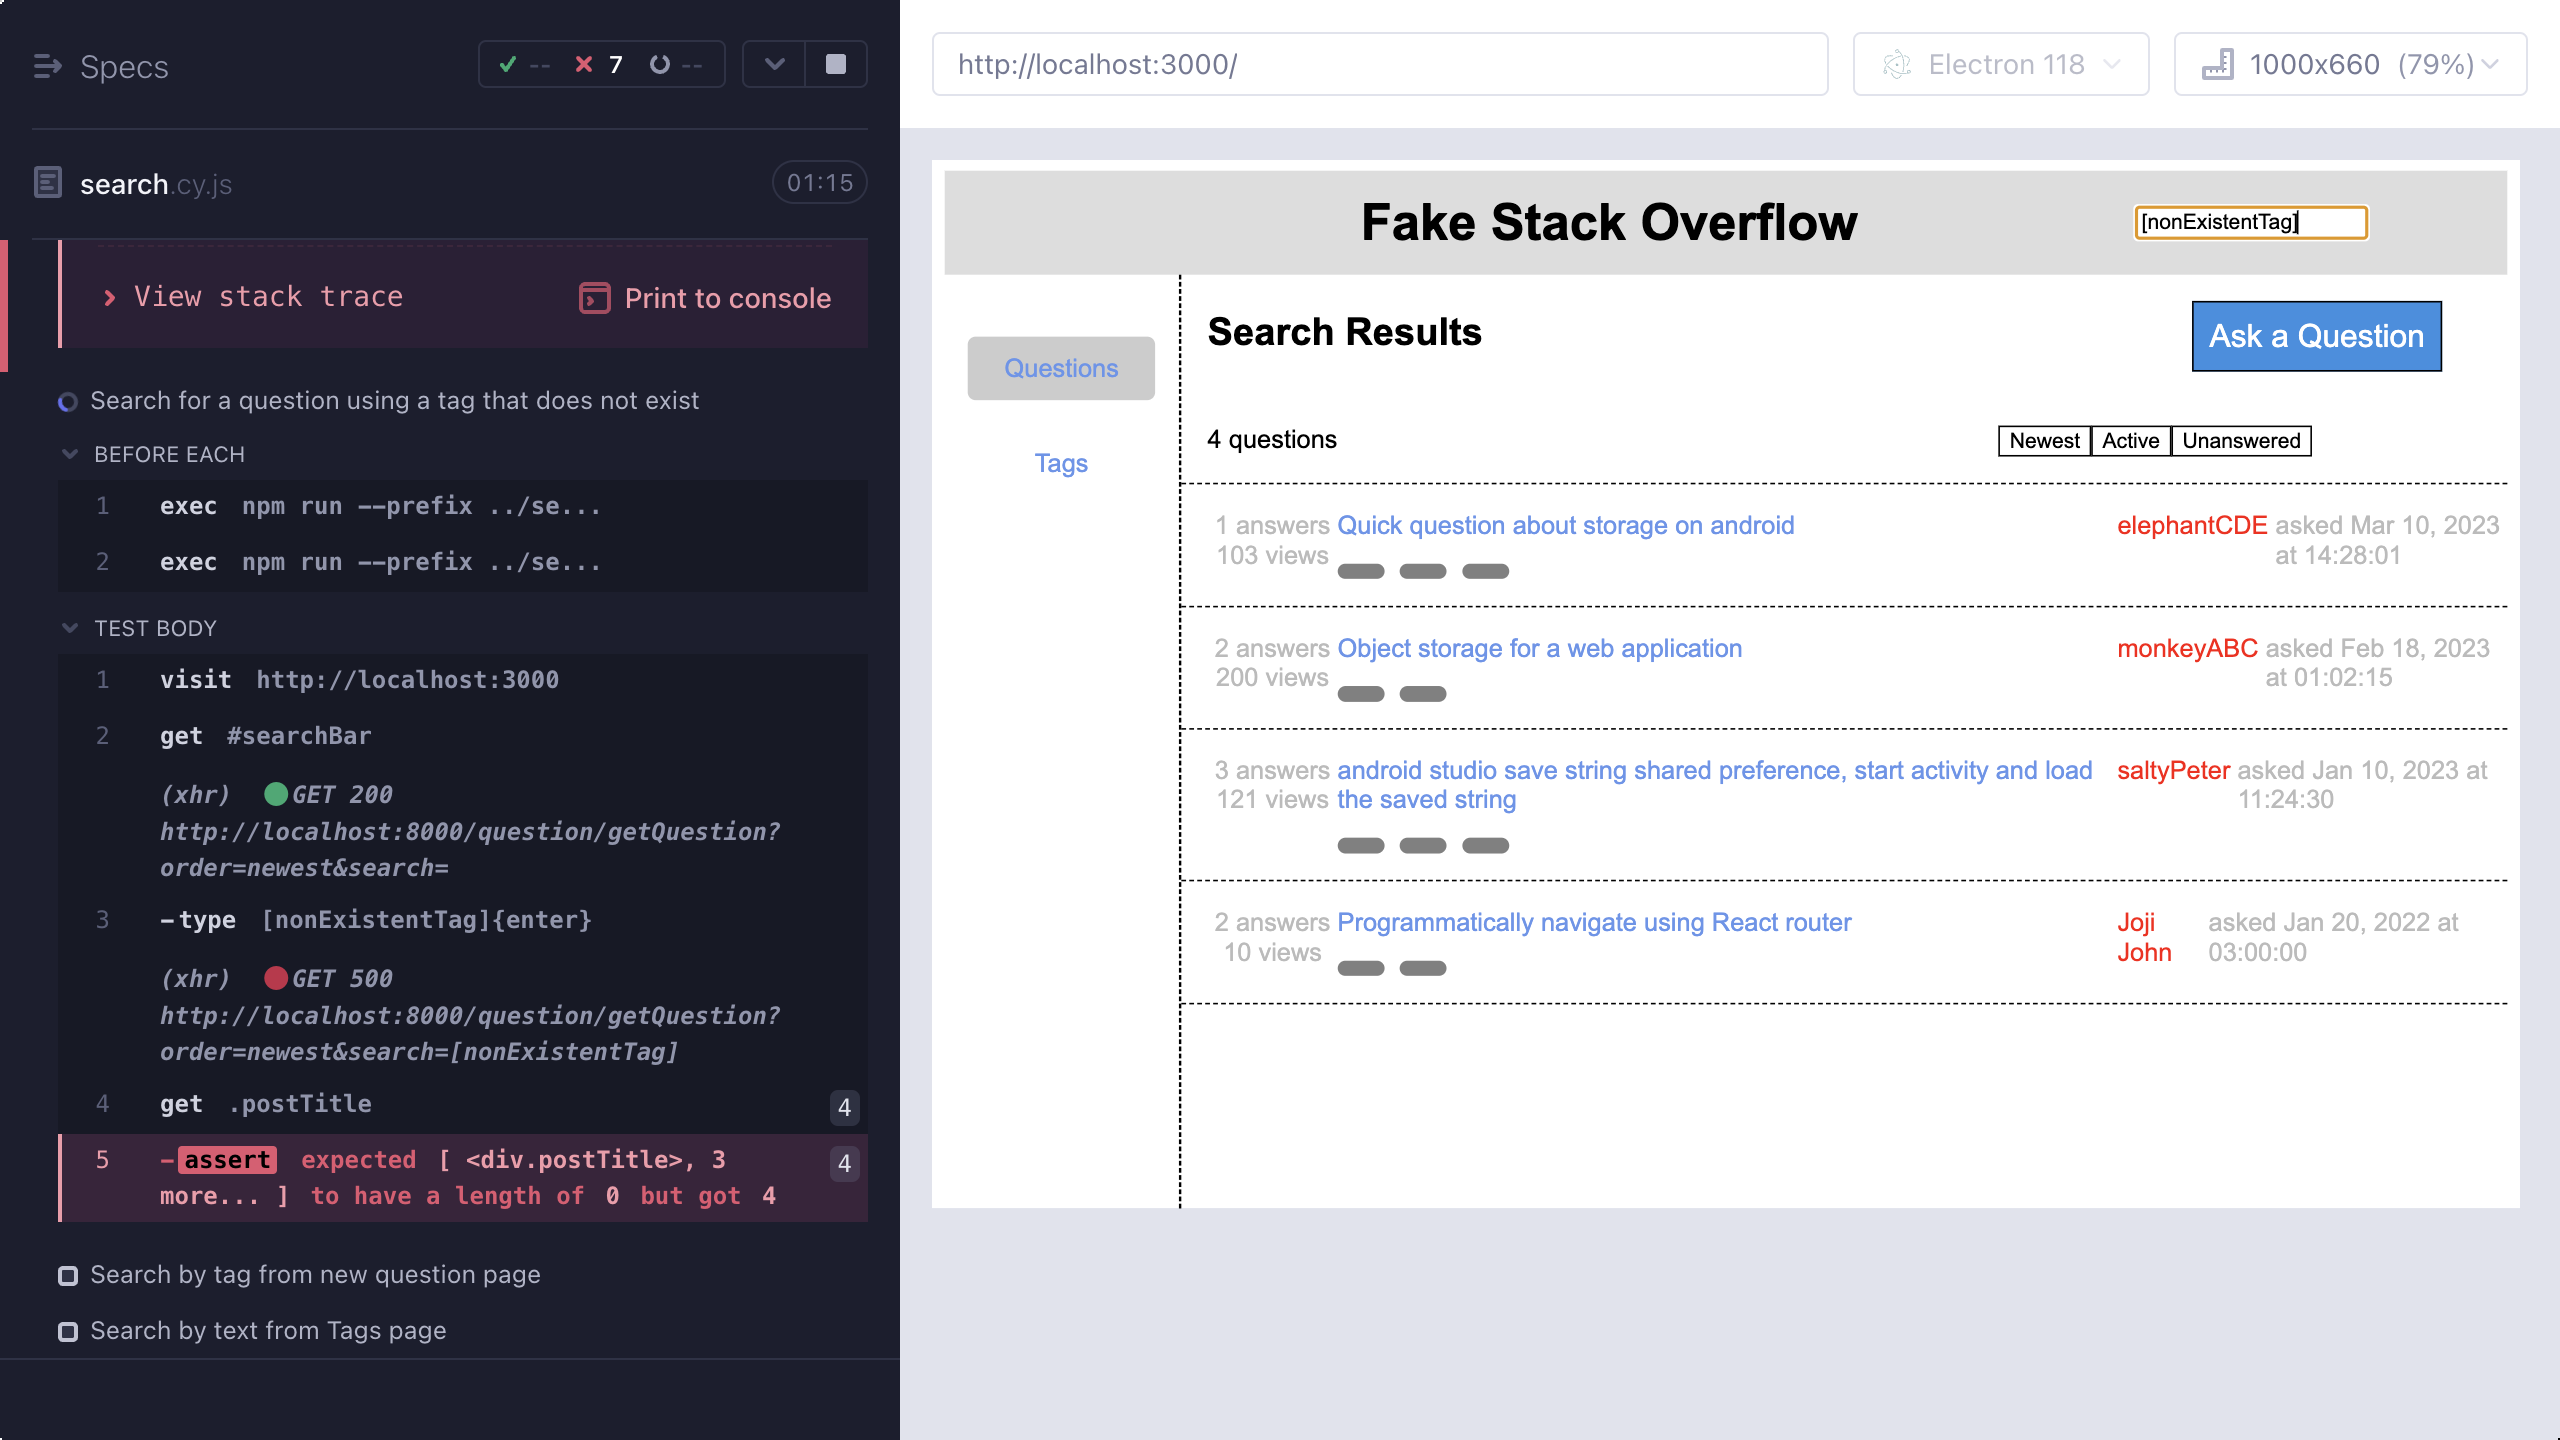 Specs
-- 7 --
search.cy.js
01:15
View stack trace
Print to console
Search for a question using a tag that does not exist
BEFORE EACH
1 exec npm run --prefix ../se...
2 exec npm run --prefix ../se...
TEST BODY
1 visit http://localhost:3000
2 get #searchBar
(xhr) GET 200
http://localhost:8000/question/getQuestion?
order=newest&search=
3 -type [nonExistentTag]{enter}
(xhr) GET 500
http://localhost:8000/question/getQuestion?
order=newest&search=[nonExistentTag]
4 get .postTitle 4
5 -assert expected [ <div.postTitle>, 3 4
more... ] to have a length of 0 but got 4
Search by tag from new question page
Search by text from Tags page
http://localhost:3000/
Electron 118
1000x660 (79%)
Fake Stack Overflow
[nonExistentTag]
Questions
Tags
Search Results
Ask a Question
4 questions
Newest Active Unanswered
1 answers Quick question about storage on android elephantCDE asked Mar 10, 2023
103 views at 14:28:01
2 answers Object storage for a web application monkeyABC asked Feb 18, 2023
200 views at 01:02:15
3 answers android studio save string shared preference, start activity and load saltyPeter asked Jan 10, 2023 at
121 views the saved string 11:24:30
2 answers Programmatically navigate using React router Joji asked Jan 20, 2022 at
10 views John 03:00:00